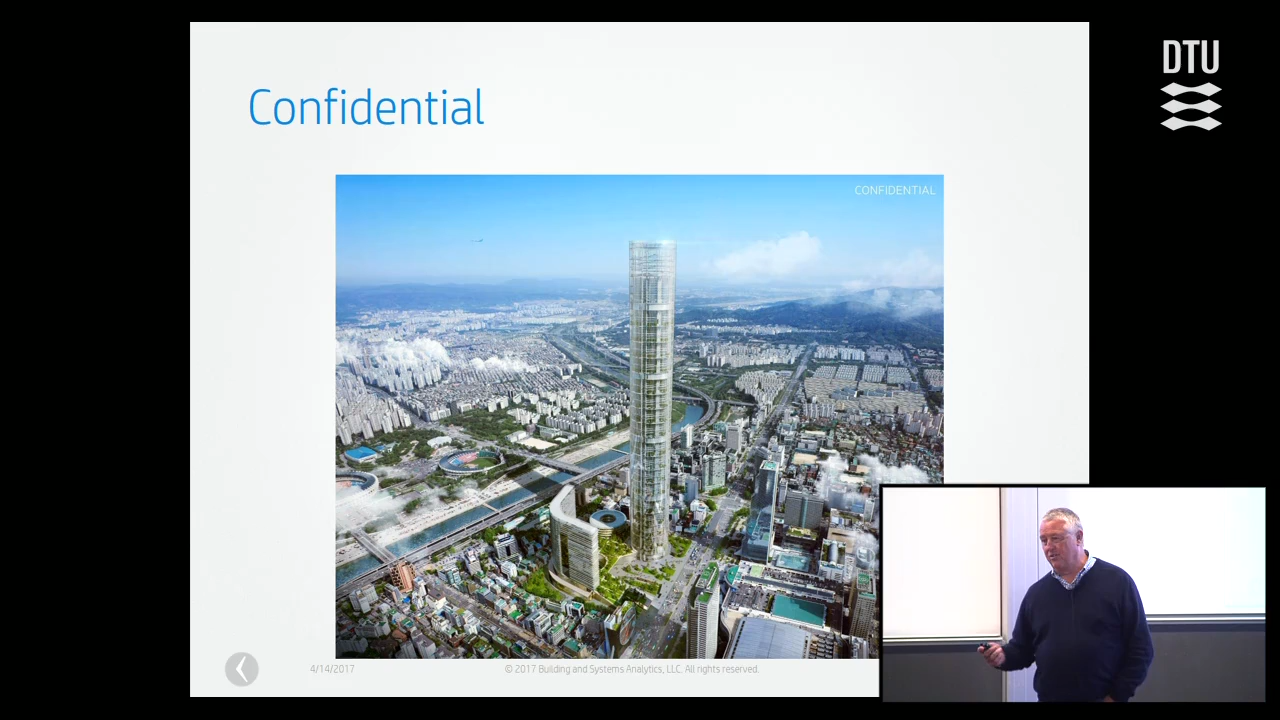 Confidential
DTU
CONFIDENTIAL
4/14/2017
© 2017 Building and Systems Analytics, LLC. All rights reserved.